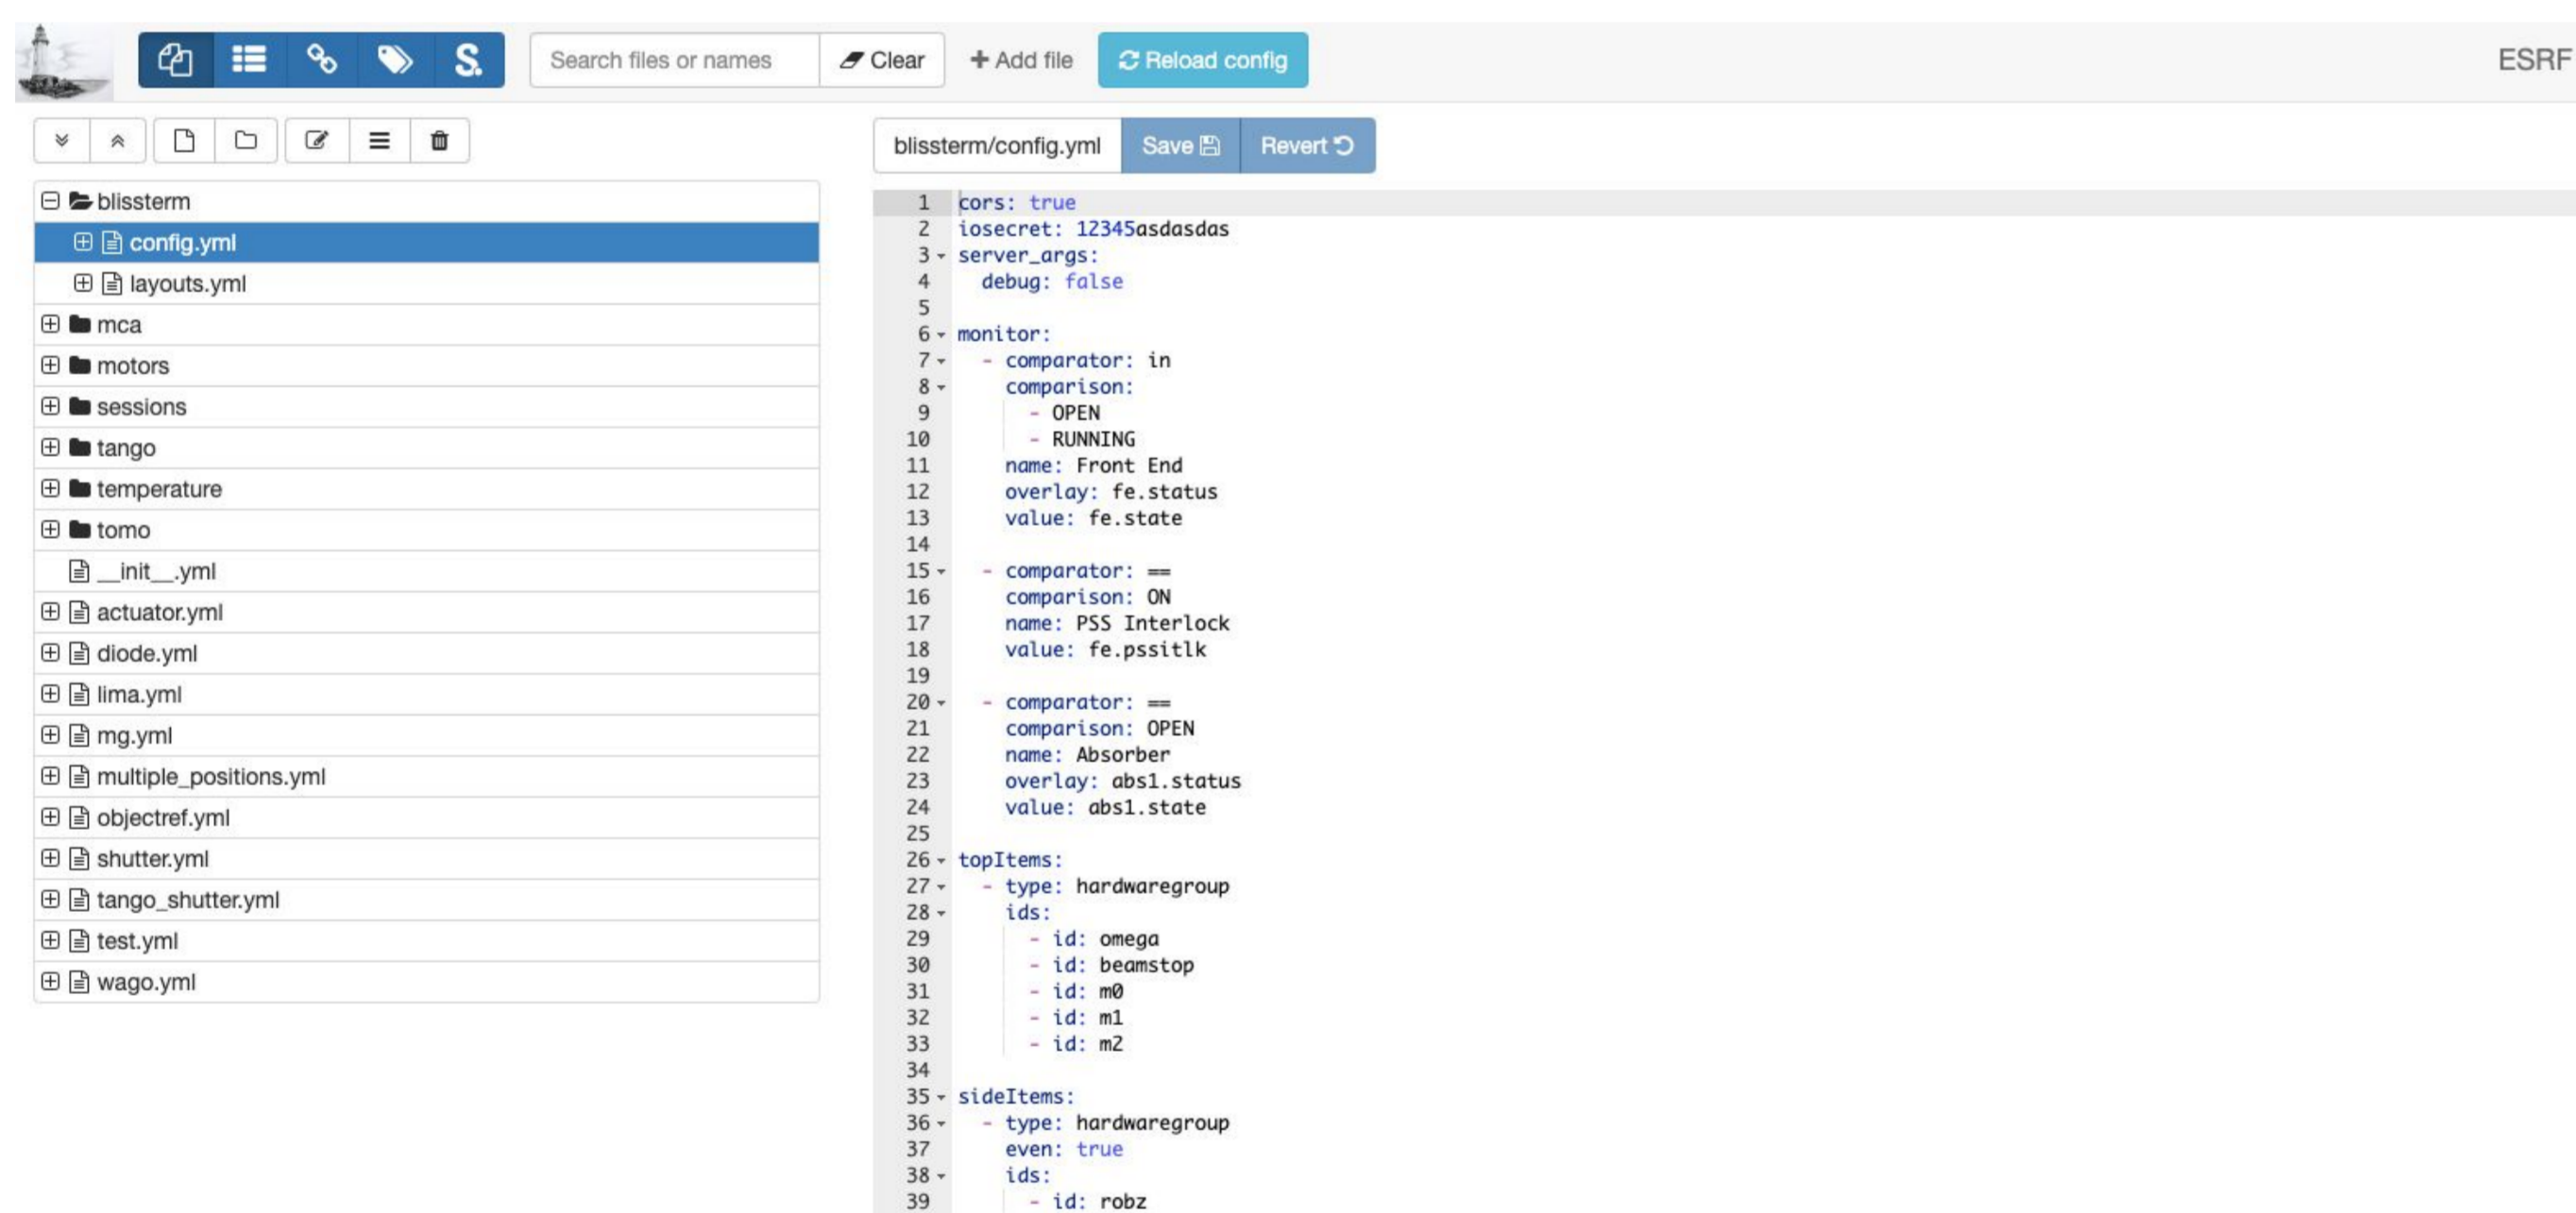 S. Search files or names Clear Add file Reload config ESRF
blissterm/config.yml Save Revert
blissterm
config.yml
layouts.yml
mca
motors
sessions
tango
temperature
tomo
__init__.yml
actuator.yml
diode.yml
lima.yml
mg.yml
multiple_positions.yml
objectref.yml
shutter.yml
tango_shutter.yml
test.yml
wago.yml
1 cors: true
2 iosecret: 12345asdasdas
3 server_args:
4 debug: false
5
6 monitor:
7 - comparator: in
8 comparison:
9 - OPEN
10 - RUNNING
11 name: Front End
12 overlay: fe.status
13 value: fe.state
14
15 - comparator: ==
16 comparison: ON
17 name: PSS Interlock
18 value: fe.pssitlk
19
20 - comparator: ==
21 comparison: OPEN
22 name: Absorber
23 overlay: abs1.status
24 value: abs1.state
25
26 topItems:
27 - type: hardwaregroup
28 ids:
29 - id: omega
30 - id: beamstop
31 - id: m0
32 - id: m1
33 - id: m2
34
35 sideItems:
36 - type: hardwaregroup
37 even: true
38 ids:
39 - id: robz